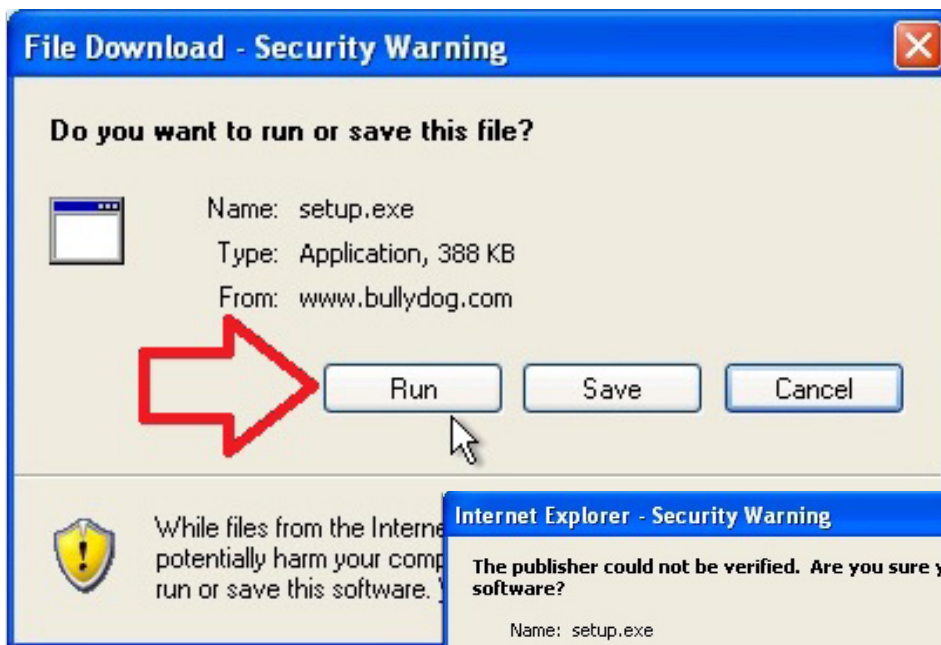 File Download - Security Warning
Do you want to run or save this file?
Name: setup.exe
Type: Application, 388 KB
From: www.bullydog.com
Run Save Cancel
While files from the Interne
potentially harm your comp
run or save this software.
Internet Explorer - Security Warning
The publisher could not be verified. Are you sure y
software?
Name: setup.exe